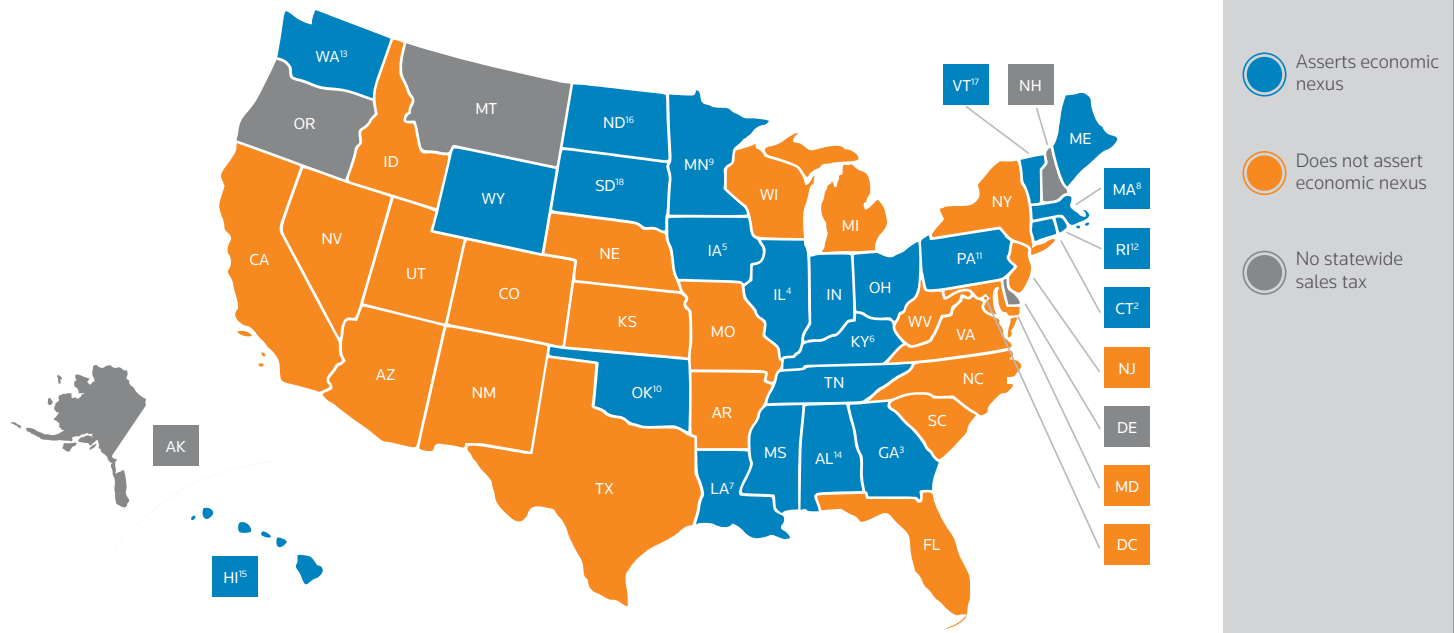 WA¹³
MT
OR
ID
WY
ND¹⁶
SD¹⁸
MN⁹
WI
MI
NY
VT¹⁷
NH
ME
MA⁸
RI¹²
CT²
NJ
DE
MD
DC
CA
NV
UT
CO
NE
KS
IA⁵
MO
IL⁴
IN
OH
PA¹¹
WV
VA
KY⁶
TN
NC
SC
AZ
NM
OK¹⁰
AR
TX
LA⁷
MS
AL¹⁴
GA³
FL
AK
HI¹⁵
Asserts economic
nexus
Does not assert
economic nexus
No statewide
sales tax